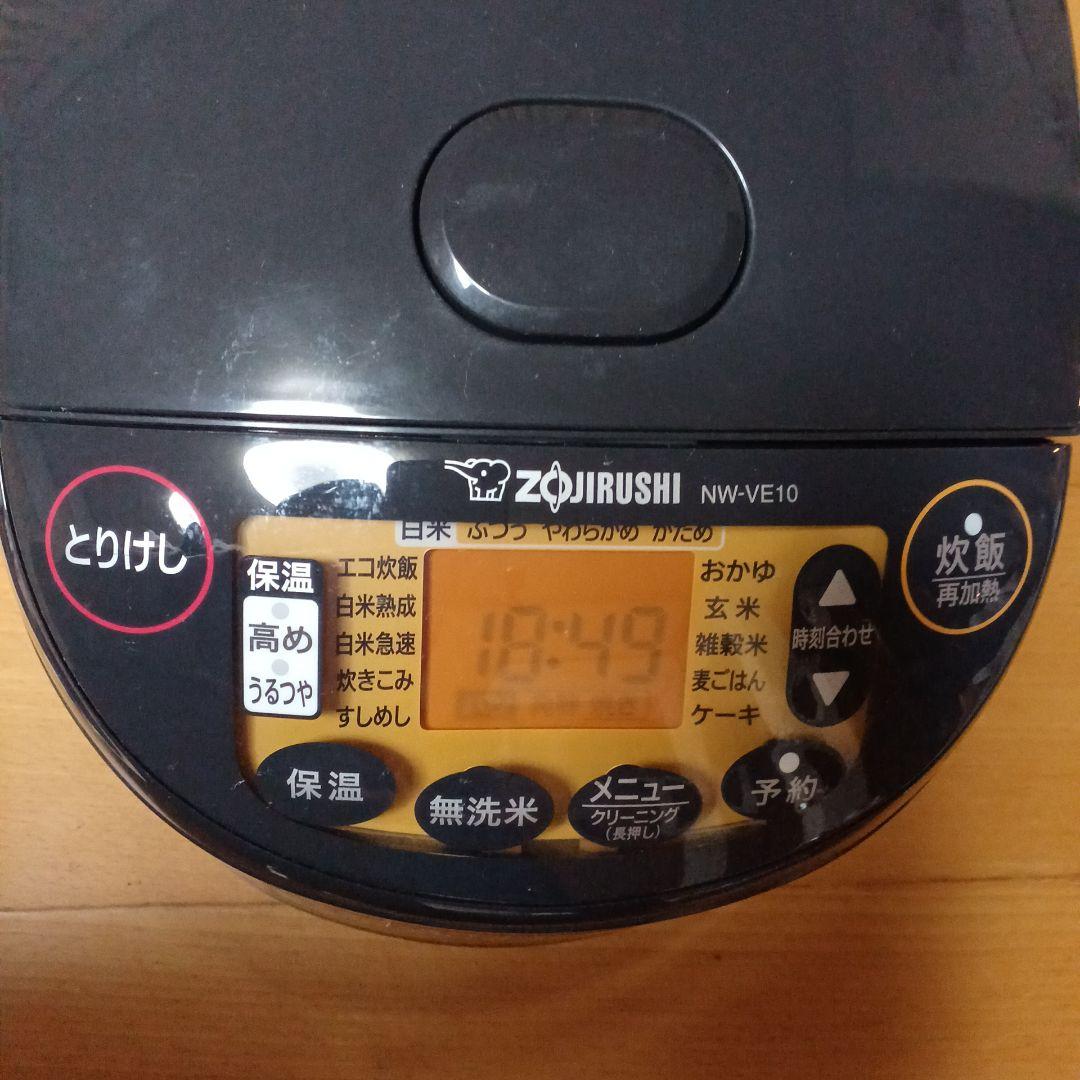 ZOJIRUSHI NW-VE10
とりけし
白米 ふつう やわらかめ かため
炊飯
再加熱
保温
高め
うるつや
エコ炊飯
白米熟成
白米急速
炊きこみ
すしめし
18:49
おかゆ
玄米
雑穀米
麦ごはん
ケーキ
時刻合わせ
保温
無洗米
メニュー
クリーニング
(長押し)
予約